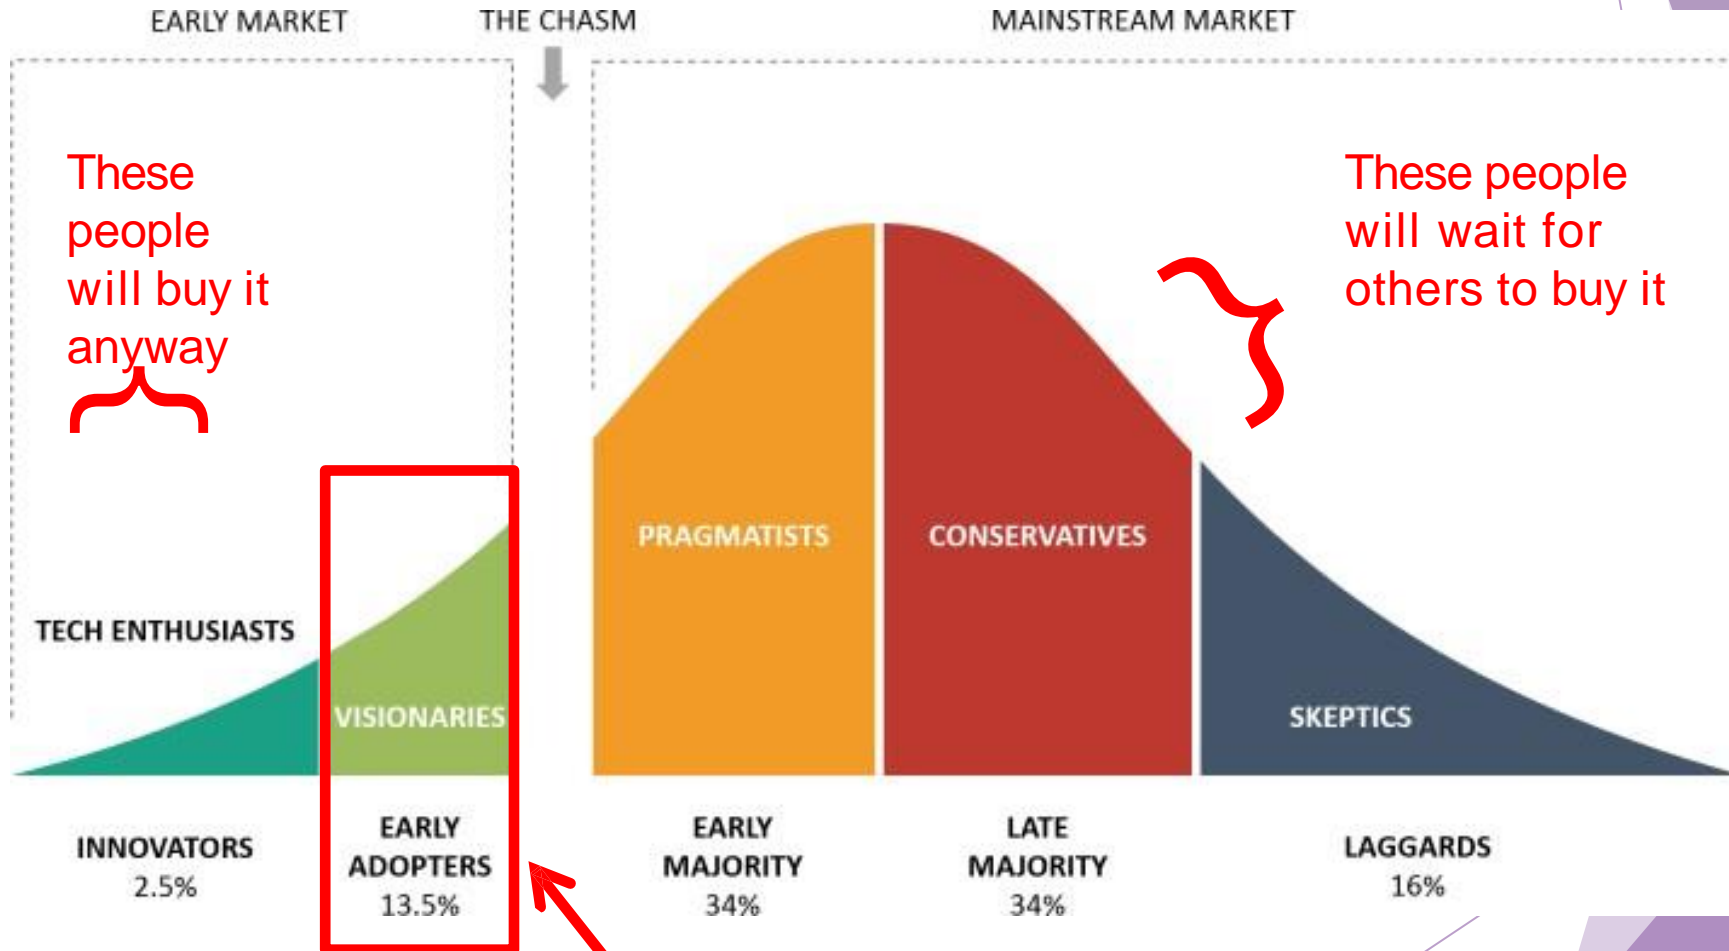 EARLY MARKET
THE CHASM
MAINSTREAM MARKET
These
people
will buy it
anyway
These people
will wait for
others to buy it
TECH ENTHUSIASTS
VISIONARIES
PRAGMATISTS
CONSERVATIVES
SKEPTICS
INNOVATORS
2.5%
EARLY
ADOPTERS
13.5%
EARLY
MAJORITY
34%
LATE
MAJORITY
34%
LAGGARDS
16%